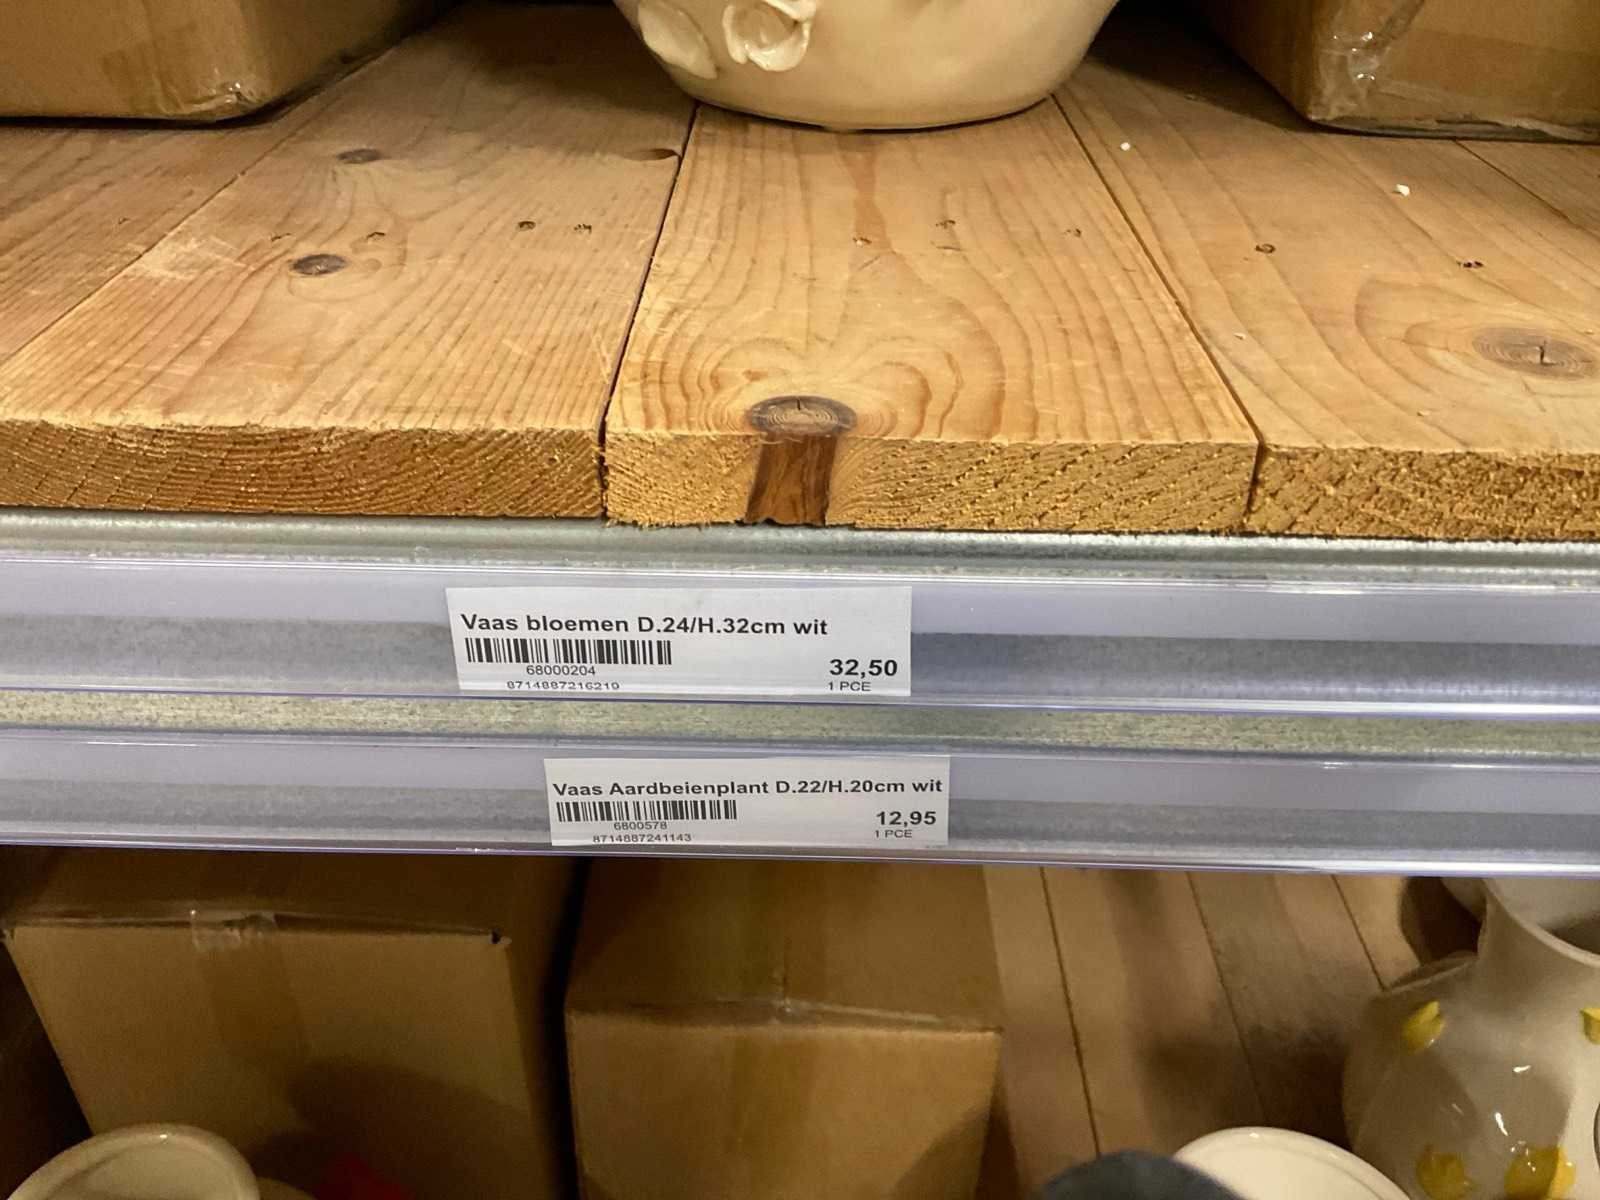 Vaas bloemen D.24/H.32cm wit
68000204
32,50
8714887216219
1 PCE
Vaas Aardbeienplant D.22/H.20cm wit
6800578
12,95
8714887241143
1 PCE